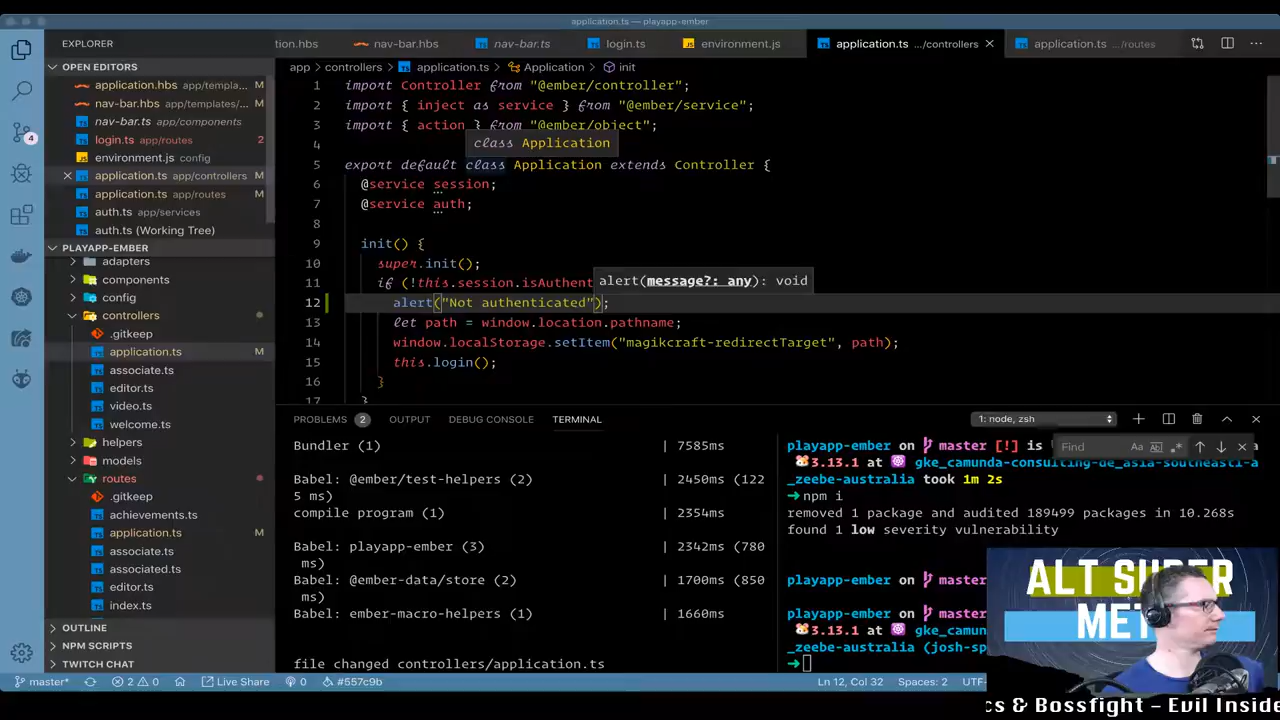 application.ts — playapp-ember
EXPLORER
tion.hbs
nav-bar.hbs
nav-bar.ts
login.ts
environment.js
application.ts .../controllers
application.ts .../routes
OPEN EDITORS
application.hbs app/templa... M
nav-bar.hbs app/templates/... M
nav-bar.ts app/components
login.ts app/routes 2
environment.js config
application.ts app/controllers M
application.ts app/routes M
auth.ts app/services
auth.ts (Working Tree)
PLAYAPP-EMBER
adapters
components
config
controllers
.gitkeep
application.ts M
associate.ts
editor.ts
video.ts
welcome.ts
helpers
models
routes
.gitkeep
achievements.ts
application.ts M
associate.ts
associated.ts
editor.ts
index.ts
OUTLINE
NPM SCRIPTS
TWITCH CHAT
4
app > controllers > application.ts > Application > init
1 import Controller from "@ember/controller";
2 import { inject as service } from "@ember/service";
3 import { action } from "@ember/object";
4
class Application
5 export default class Application extends Controller {
6 @service session;
7 @service auth;
8
9 init() {
10 super.init();
11 if (!this.session.isAuthent
alert(message?: any): void
12 alert("Not authenticated");
13 let path = window.location.pathname;
14 window.localStorage.setItem("magikcraft-redirectTarget", path);
15 this.login();
16 }
17 }
PROBLEMS 2 OUTPUT DEBUG CONSOLE TERMINAL
1: node, zsh
Bundler (1) | 7585ms
Babel: @ember/test-helpers (2) | 2450ms (122
5 ms)
compile program (1) | 2354ms
Babel: playapp-ember (3) | 2342ms (780
ms)
Babel: @ember-data/store (2) | 1700ms (850
ms)
Babel: ember-macro-helpers (1) | 1660ms
file changed controllers/application.ts
playapp-ember on master [!] is
Find
Aa Abl .*
3.13.1 at gke_camunda-consulting-de_asia-southeast1-a
_zeebe-australia took 1m 2s
npm i
removed 1 package and audited 189499 packages in 10.268s
found 1 low severity vulnerability
playapp-ember on master
playapp-ember on master
3.13.1 at gke_camunda
_zeebe-australia (josh-sp
ALT SUPER
MET
master* 2 0 Live Share 0 #557c9b
Ln 12, Col 32 Spaces: 2 UTF-
cs & Bossfight - Evil Inside